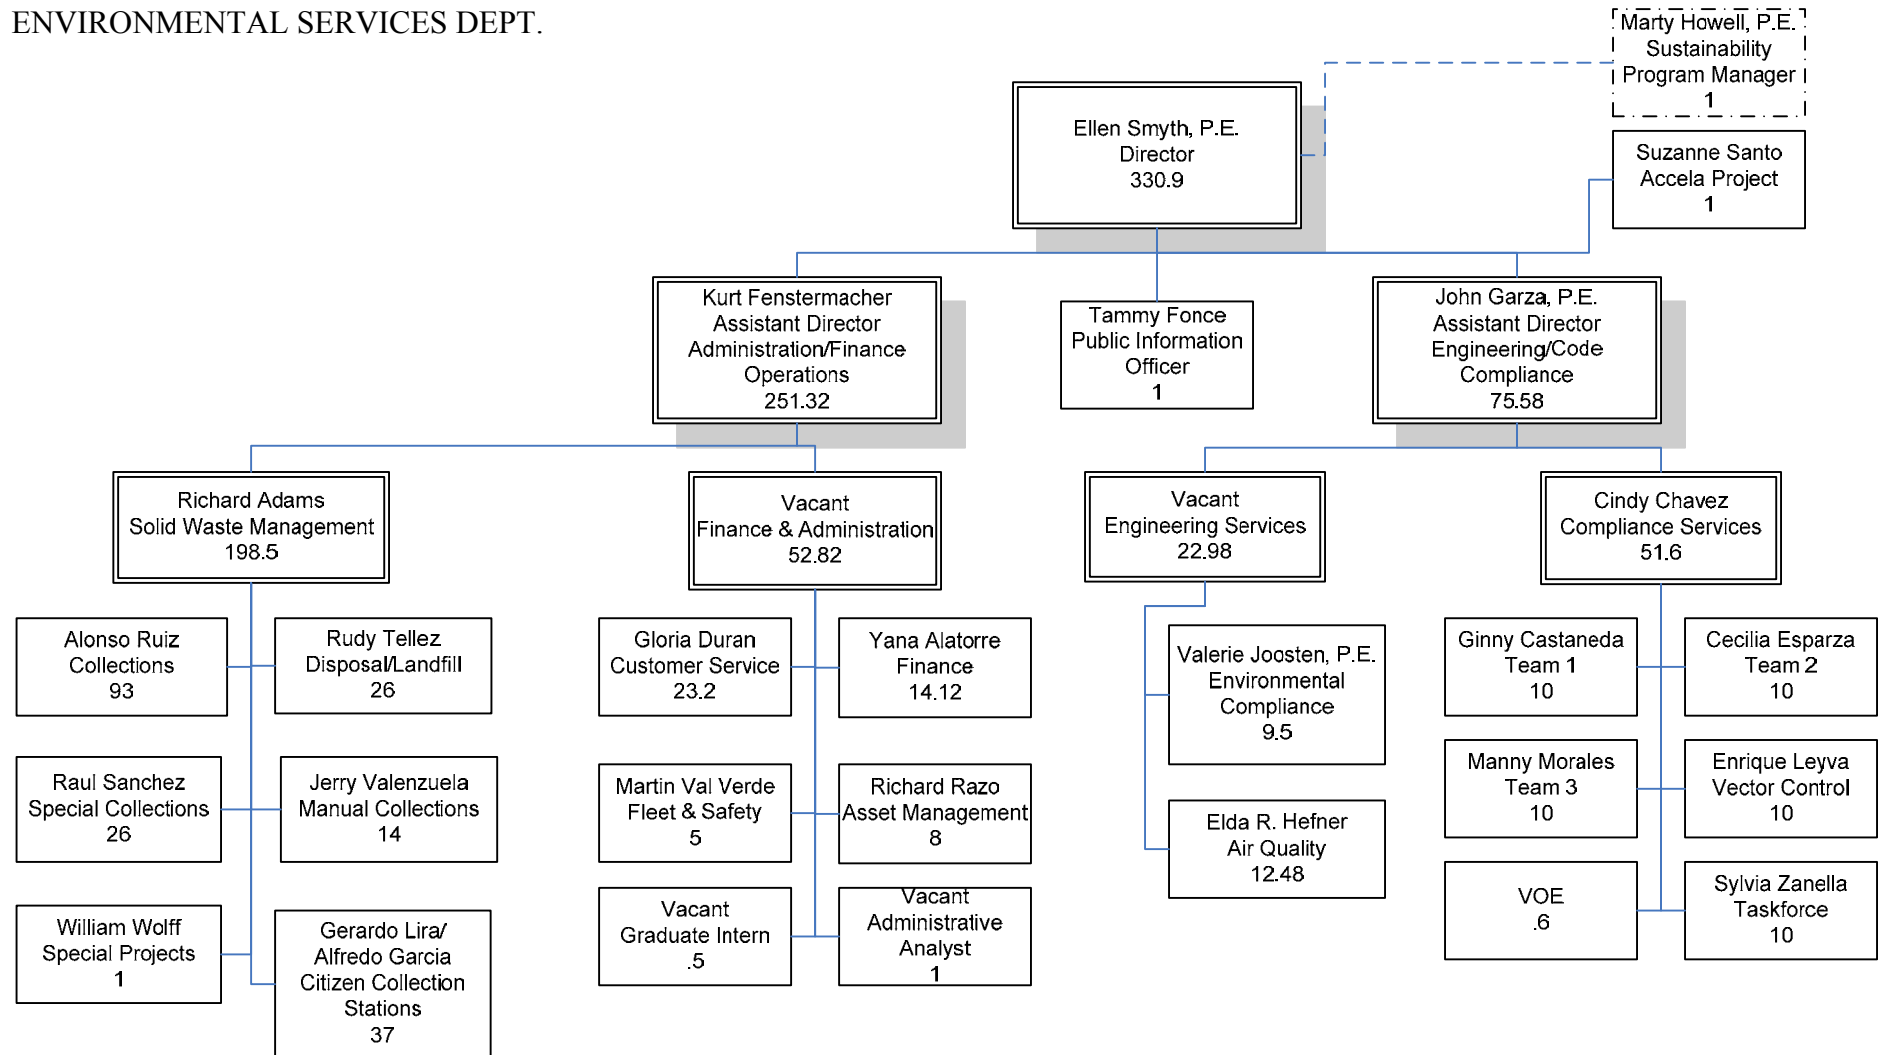 ENVIRONMENTAL SERVICES DEPT.
Marty Howell, P.E.
Sustainability
Program Manager
1
Ellen Smyth, P.E.
Director
330.9
Suzanne Santo
Accela Project
1
Kurt Fenstermacher
Assistant Director
Administration/Finance
Operations
251.32
Tammy Fonce
Public Information
Officer
1
John Garza, P.E.
Assistant Director
Engineering/Code
Compliance
75.58
Richard Adams
Solid Waste Management
198.5
Vacant
Finance & Administration
52.82
Vacant
Engineering Services
22.98
Cindy Chavez
Compliance Services
51.6
Alonso Ruiz
Collections
93
Rudy Tellez
Disposal/Landfill
26
Raul Sanchez
Special Collections
26
Jerry Valenzuela
Manual Collections
14
William Wolff
Special Projects
1
Gerardo Lira/
Alfredo Garcia
Citizen Collection
Stations
37
Gloria Duran
Customer Service
23.2
Yana Alatorre
Finance
14.12
Martin Val Verde
Fleet & Safety
5
Richard Razo
Asset Management
8
Vacant
Graduate Intern
.5
Vacant
Administrative
Analyst
1
Valerie Joosten, P.E.
Environmental
Compliance
9.5
Elda R. Hefner
Air Quality
12.48
Ginny Castaneda
Team 1
10
Cecilia Esparza
Team 2
10
Manny Morales
Team 3
10
Enrique Leyva
Vector Control
10
VOE
.6
Sylvia Zanella
Taskforce
10